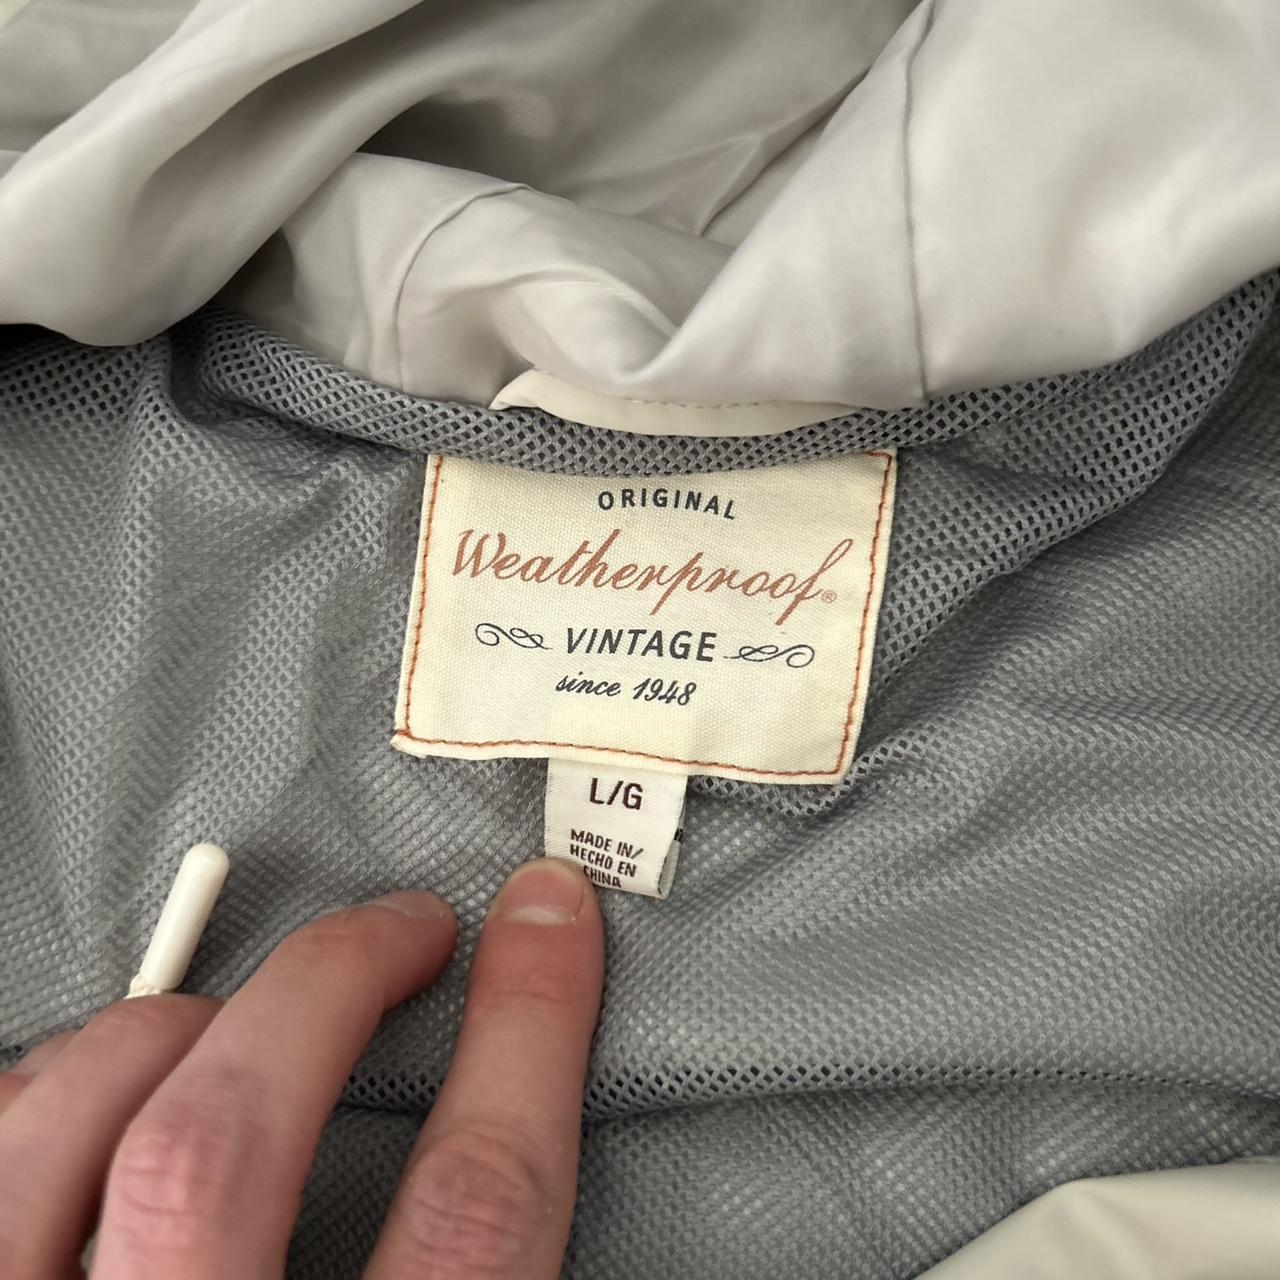 ORIGINAL
Weatherproof®
VINTAGE
since 1948
L/G
MADE IN/
HECHO EN
CHINA